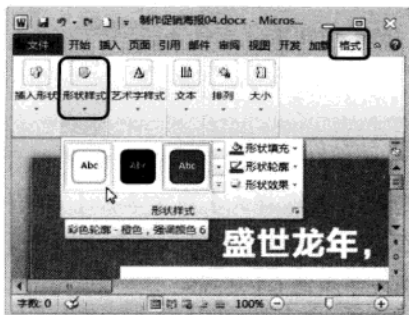 制作促销海报04.docx - Micros...
文件 开始 插入 页面 引用 邮件 审阅 视图 开发 加载 格式
插入形状 形状样式 艺术字样式 文本 排列 大小
Abc Abc Abc
形状填充
形状轮廓
形状效果
形状样式
彩色轮廓 - 橙色，强调颜色 6
盛世龙年，
字数: 0 100%